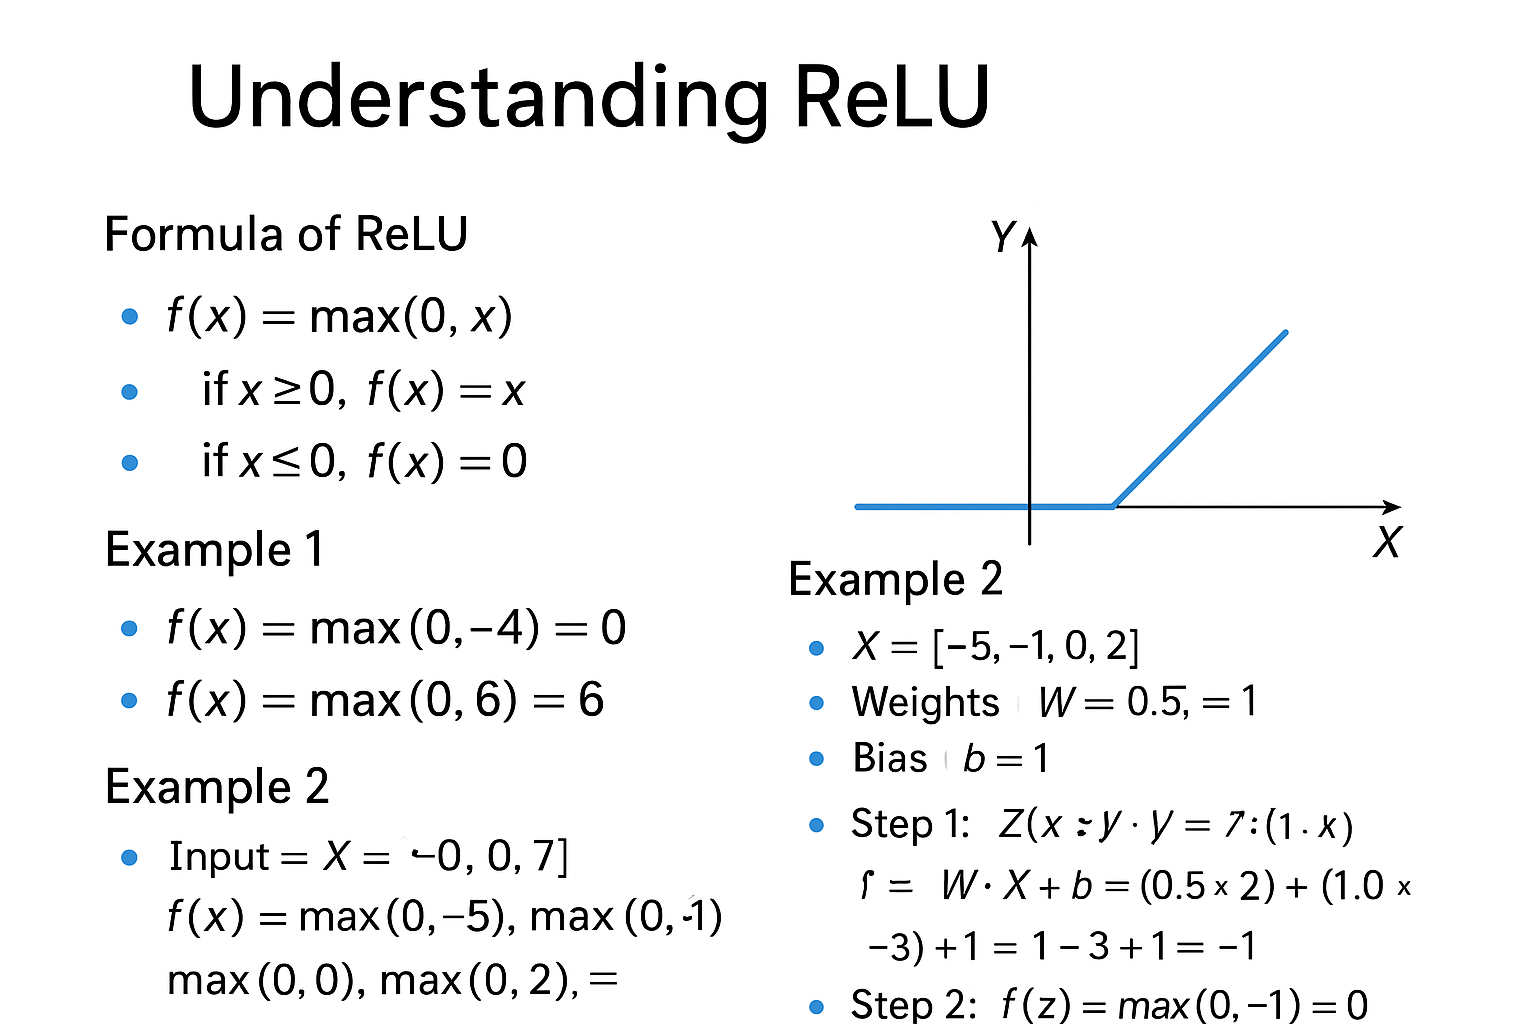 Understanding ReLU
Formula of ReLU
• f(x) = max(0, x)
• if x ≥ 0, f(x) = x
• if x ≤ 0, f(x) = 0
Example 1
• f(x) = max(0, −4) = 0
• f(x) = max(0, 6) = 6
Example 2
• Input = X = −0, 0, 7]
f(x) = max(0, −5), max(0, -1)
max(0, 0), max(0, 2), =
Y
X
Example 2
• X = [−5, −1, 0, 2]
• Weights W = 0.5, = 1
• Bias b = 1
• Step 1: Z(x y · y = 7:(1 · x)
= W · X + b = (0.5 x 2) + (1.0 x
−3) + 1 = 1 − 3 + 1 = −1
• Step 2: f(z) = max(0, −1) = 0